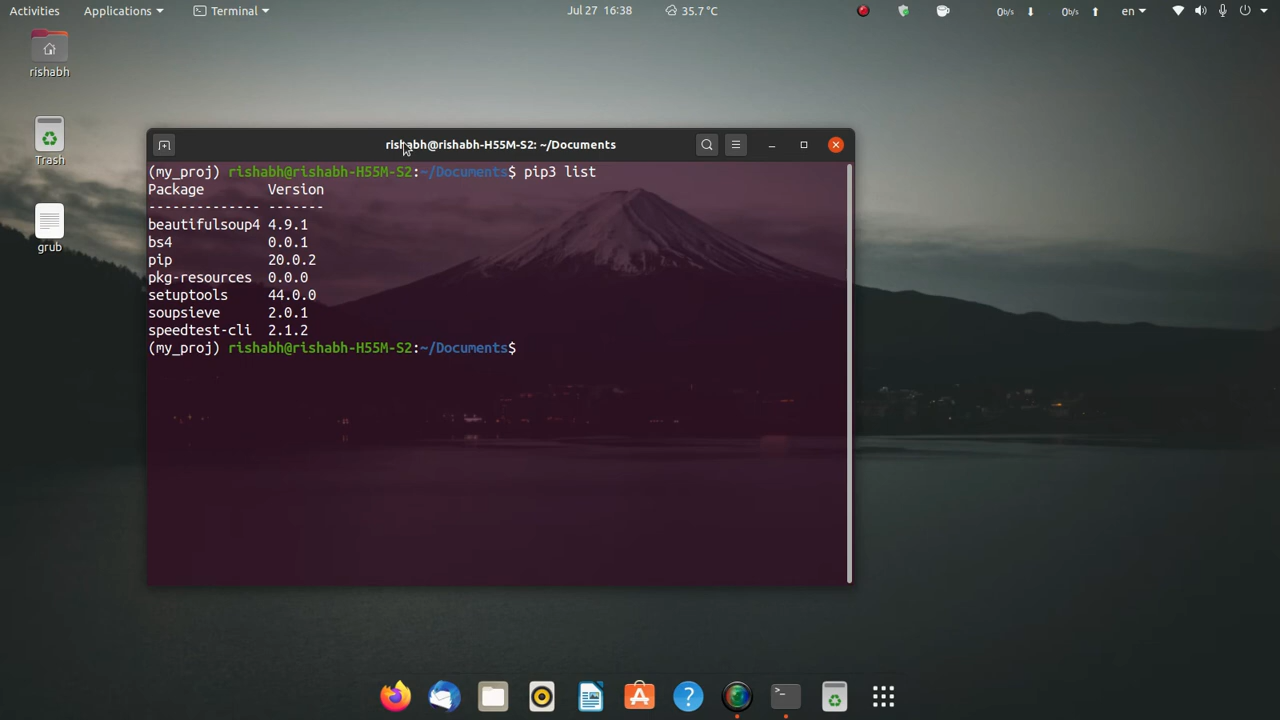 Activities Applications Terminal Jul 27 16:38 35.7 °C 0b/s 0b/s en
rishabh
Trash
grub
rishabh@rishabh-H55M-S2: ~/Documents
(my_proj) rishabh@rishabh-H55M-S2:~/Documents$ pip3 list
Package Version
-------------- -------
beautifulsoup4 4.9.1
bs4 0.0.1
pip 20.0.2
pkg-resources 0.0.0
setuptools 44.0.0
soupsieve 2.0.1
speedtest-cli 2.1.2
(my_proj) rishabh@rishabh-H55M-S2:~/Documents$